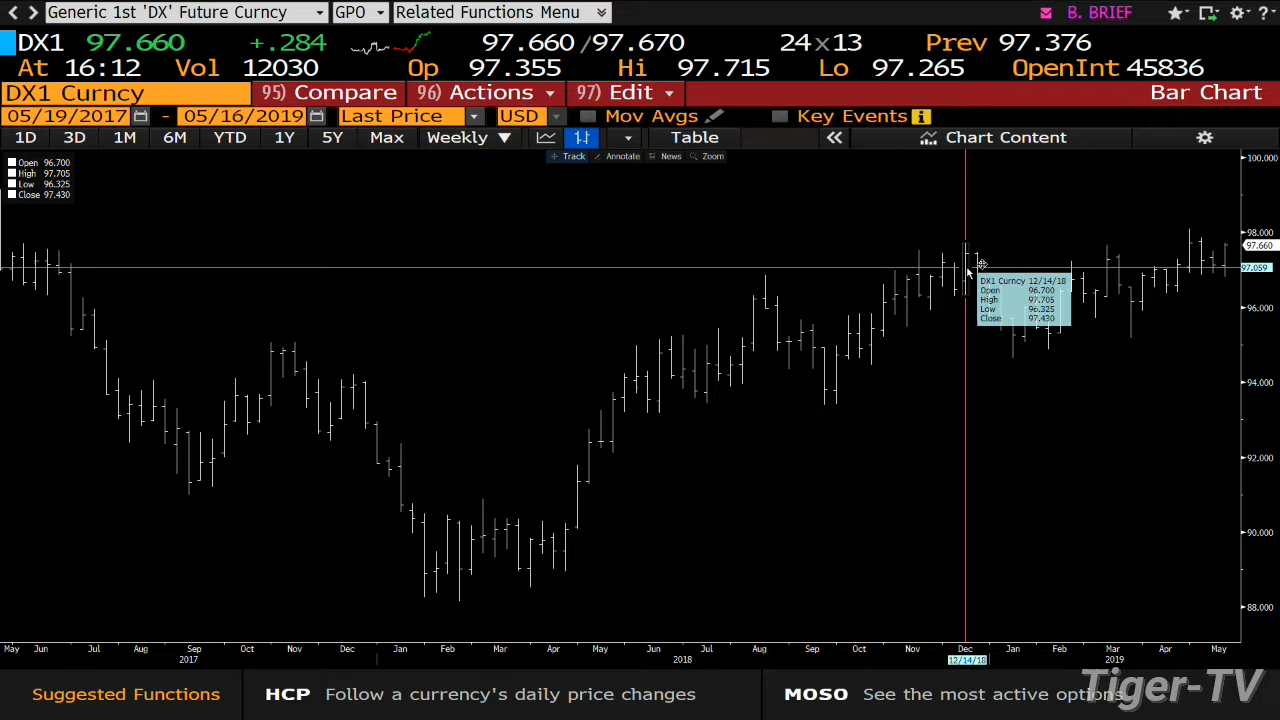 Generic 1st 'DX' Future Curncy GPO Related Functions Menu B. BRIEF ?
DX1 97.660 +.284 97.660 /97.670 24x13 Prev 97.376
At 16:12 Vol 12030 Op 97.355 Hi 97.715 Lo 97.265 OpenInt 45836
DX1 Curncy 95) Compare 96) Actions 97) Edit Bar Chart
05/19/2017 - 05/16/2019 Last Price USD Mov Avgs Key Events i
1D 3D 1M 6M YTD 1Y 5Y Max Weekly ▼ Table Chart Content
Track Annotate News Zoom
Open 96.700
High 97.705
Low 96.325
Close 97.430
100.000
98.000
97.660
97.059
96.000
94.000
92.000
90.000
88.000
DX1 Curncy 12/14/18
Open 96.700
High 97.705
Low 96.325
Close 97.430
May Jun Jul Aug Sep Oct Nov Dec Jan Feb Mar Apr May Jun Jul Aug Sep Oct Nov Dec Jan Feb Mar Apr May
2017 2018 12/14/18 2019
Suggested Functions HCP Follow a currency's daily price changes MOSO See the most active options
Tiger-TV